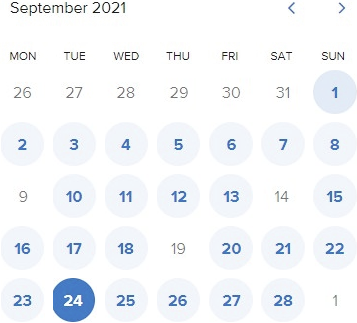 September 2021
MON TUE WED THU FRI SAT SUN
26 27 28 29 30 31 1
2 3 4 5 6 7 8
9 10 11 12 13 14 15
16 17 18 19 20 21 22
23 24 25 26 27 28 1